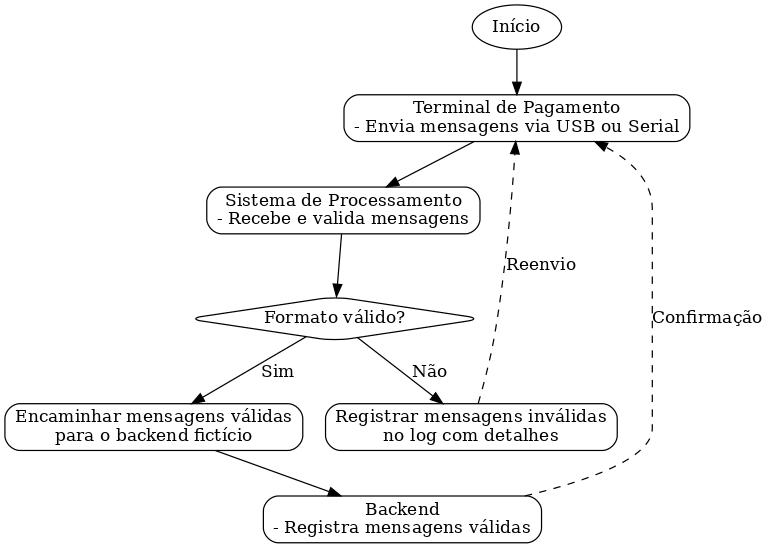 Início
Terminal de Pagamento
- Envia mensagens via USB ou Serial
Sistema de Processamento
- Recebe e valida mensagens
Reenvio
Formato válido?
Confirmação
Sim
Não
Encaminhar mensagens válidas
para o backend fictício
Registrar mensagens inválidas
no log com detalhes
Backend
- Registra mensagens válidas